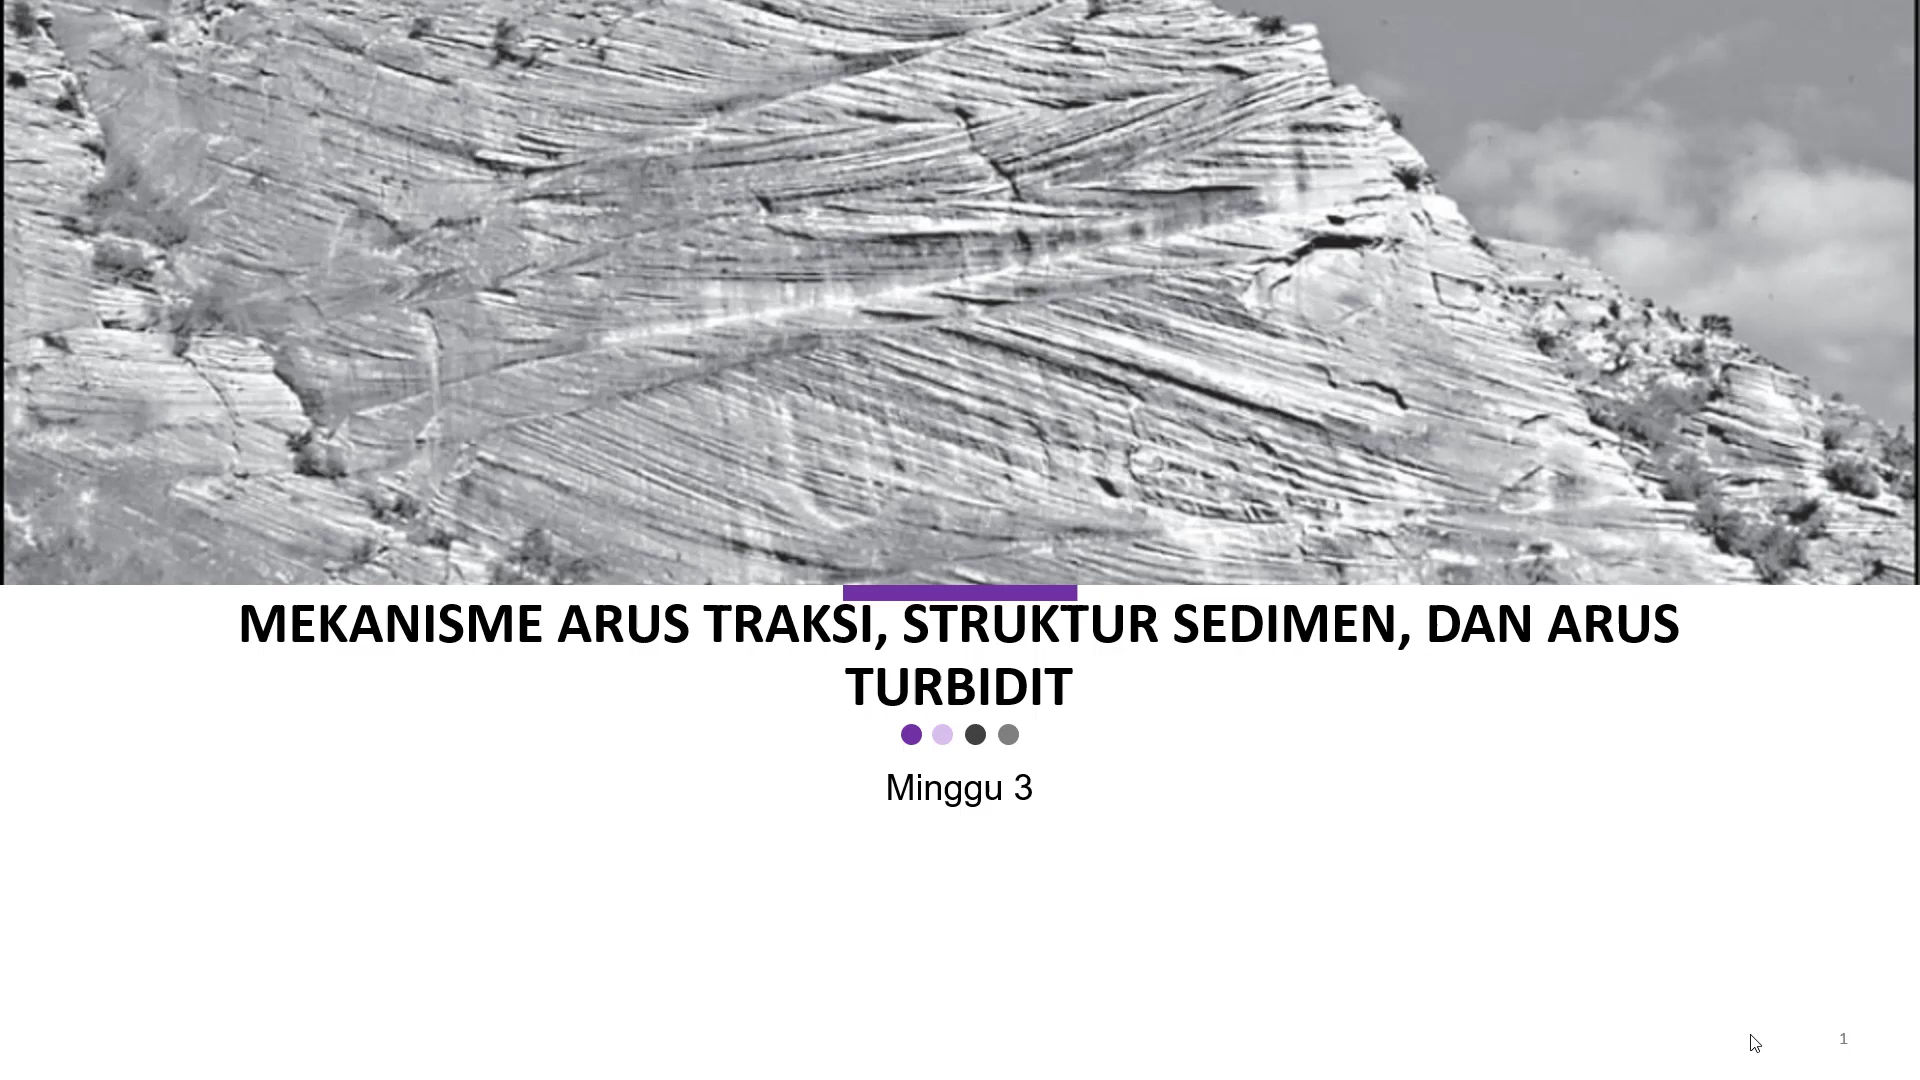 MEKANISME ARUS TRAKSI, STRUKTUR SEDIMEN, DAN ARUS
TURBIDIT
Minggu 3
1